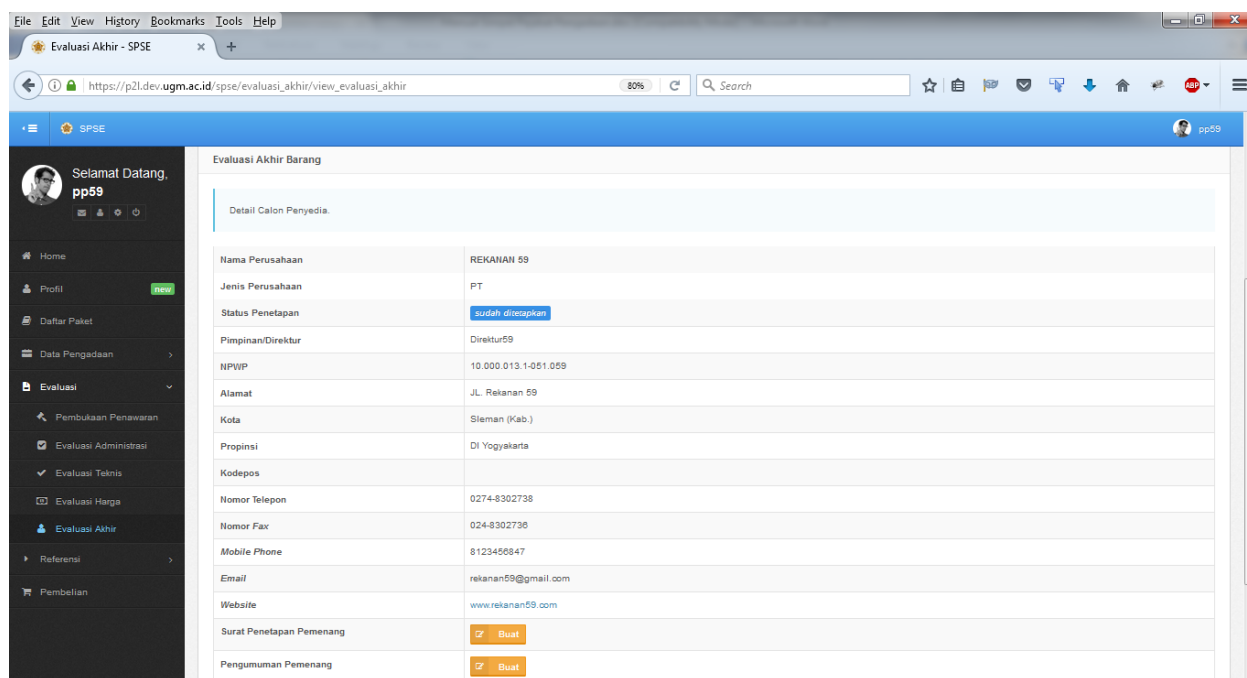 File Edit View History Bookmarks Tools Help
Evaluasi Akhir - SPSE × +
https://p2l.dev.ugm.ac.id/spse/evaluasi_akhir/view_evaluasi_akhir 80% Search ABP
SPSE pp59
Selamat Datang,
pp59
Home
Profil new
Daftar Paket
Data Pengadaan
Evaluasi
Pembukaan Penawaran
Evaluasi Administrasi
Evaluasi Teknis
Evaluasi Harga
Evaluasi Akhir
Referensi
Pembelian
Evaluasi Akhir Barang
Detail Calon Penyedia.
Nama Perusahaan REKANAN 59
Jenis Perusahaan PT
Status Penetapan sudah ditetapkan
Pimpinan/Direktur Direktur59
NPWP 10.000.013.1-051.059
Alamat JL. Rekanan 59
Kota Sleman (Kab.)
Propinsi DI Yogyakarta
Kodepos
Nomor Telepon 0274-8302738
Nomor Fax 024-8302736
Mobile Phone 8123456847
Email rekanan59@gmail.com
Website www.rekanan59.com
Surat Penetapan Pemenang Buat
Pengumuman Pemenang Buat